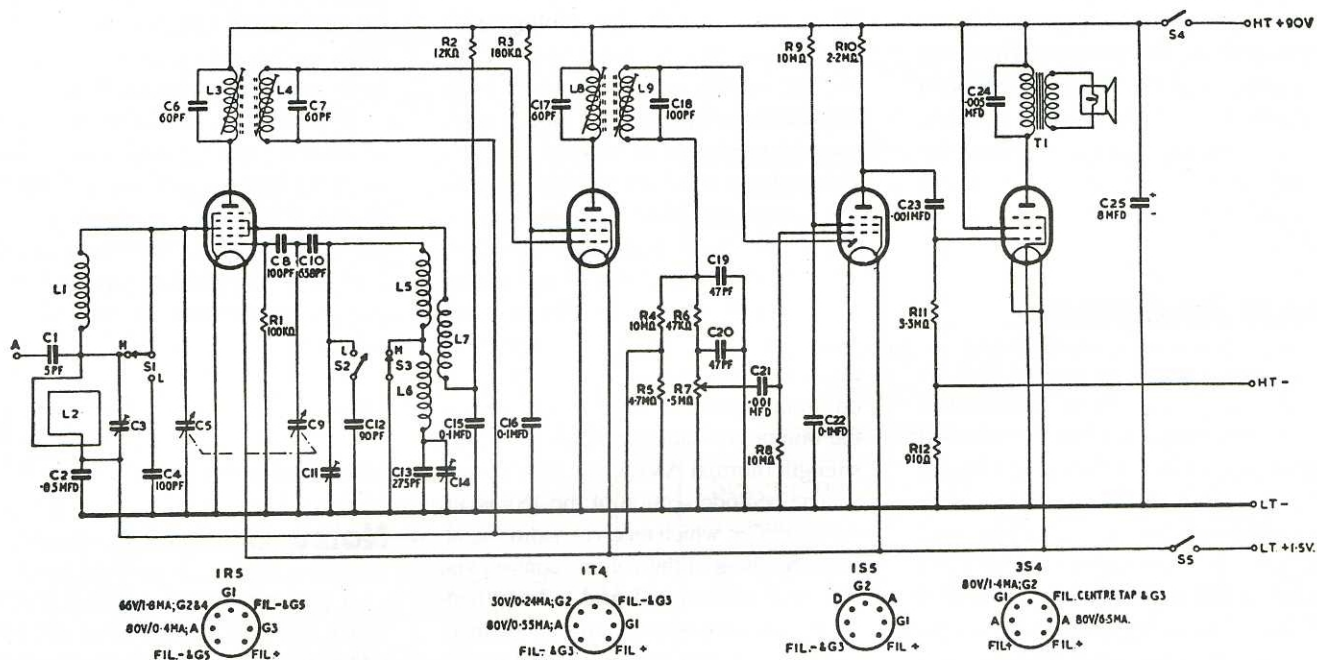 S4
HT +90V
R2
12KΩ
R3
180KΩ
R9
10MΩ
R10
2·2MΩ
C6
60PF
L3
L4
C7
60PF
C17
60PF
L8
L9
C18
100PF
C24
·005
MFD
T1
C23
·001MFD
C25
8MFD
+
-
C8
100PF
C10
658PF
L1
L5
L7
R1
100KΩ
C19
47PF
R4
10MΩ
R6
47KΩ
R11
3·3MΩ
A
C1
5PF
M
S1
L
L
S2
M
S3
L6
C20
47PF
C21
·001
MFD
HT-
L2
C3
C5
C9
C12
90PF
C15
0·1MFD
C16
0·1MFD
R5
4·7MΩ
R7
·5MΩ
C22
0·1MFD
R8
10MΩ
R12
910Ω
C2
·85MFD
C4
100PF
C11
C13
275PF
C14
LT-
S5
LT +1·5V.
1R5
G1
65V/1·8MA; G2&4
FIL.-&G5
80V/0·4MA; A
G3
FIL.-&G5
FIL+
1T4
30V/0·24MA; G2
FIL-&G3
80V/0·55MA; A
G1
FIL-&G3
FIL+
1S5
G2
D
A
G1
FIL-&G3
FIL+
3S4
80V/1·4MA; G2
G1
FIL. CENTRE TAP & G3
A
A
80V/6·5MA.
FIL+
FIL+